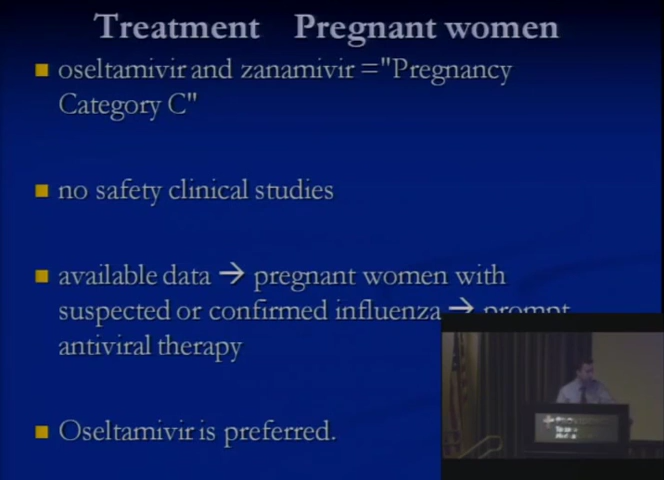 Treatment Pregnant women
oseltamivir and zanamivir ="Pregnancy
Category C"
no safety clinical studies
available data → pregnant women with
suspected or confirmed influenza → prompt
antiviral therapy
Oseltamivir is preferred.